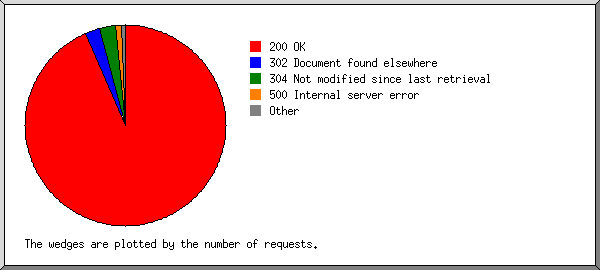 200 OK
302 Document found elsewhere
304 Not modified since last retrieval
500 Internal server error
Other
The wedges are plotted by the number of requests.